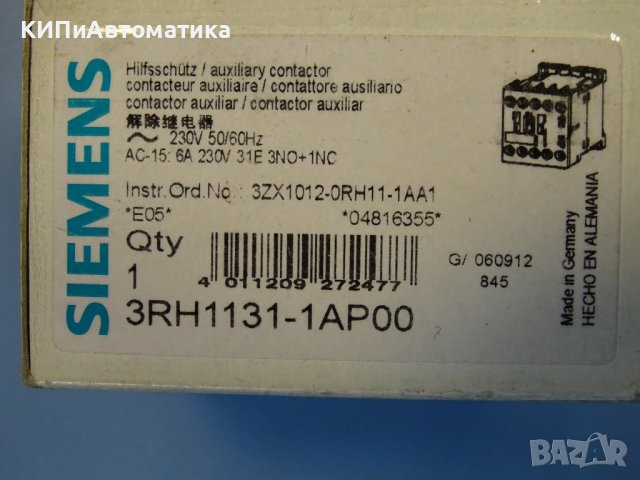 КИПиАвтоматика
SIEMENS
Hilfsschütz / auxiliary contactor
contacteur auxiliaire / contattore ausiliario
contactor auxiliar / contactor auxiliar
解除继电器
~ 230V 50/60Hz
AC-15: 6A 230V 31E 3NO+1NC
Instr.Ord.No.: 3ZX1012-0RH11-1AA1
*E05* *04816355*
Qty
1
4 011209 272477
G/ 060912
845
3RH1131-1AP00
Made in Germany
HECHO EN ALEMANIA
BAZAR